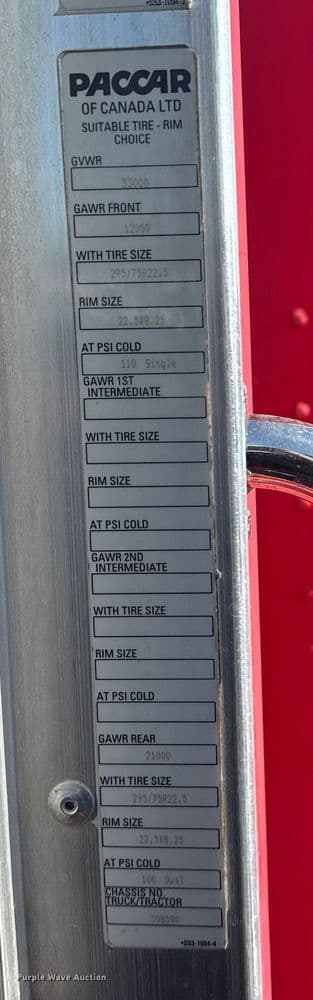 •S53-1094-3
PACCAR
OF CANADA LTD
SUITABLE TIRE - RIM
CHOICE
GVWR
33000
GAWR FRONT
12000
WITH TIRE SIZE
295/75R22.5
RIM SIZE
22.5X8.25
AT PSI COLD
110 Single
GAWR 1ST
INTERMEDIATE
WITH TIRE SIZE
RIM SIZE
AT PSI COLD
GAWR 2ND
INTERMEDIATE
WITH TIRE SIZE
RIM SIZE
AT PSI COLD
GAWR REAR
21000
WITH TIRE SIZE
295/75R22.5
RIM SIZE
22.5X8.25
AT PSI COLD
100 Dual
CHASSIS NO.
TRUCK/TRACTOR
•S53-1004-4
Purple Wave Auction